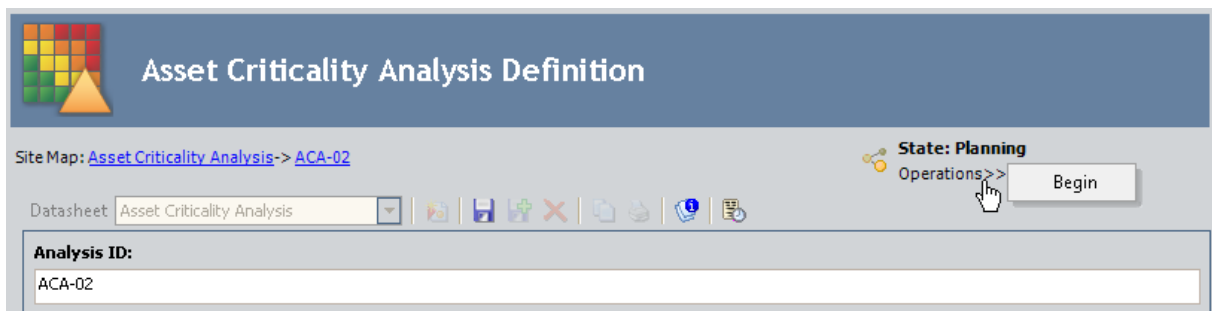 Asset Criticality Analysis Definition
Site Map: Asset Criticality Analysis-> ACA-02
State: Planning
Operations>>
Begin
Datasheet Asset Criticality Analysis
Analysis ID:
ACA-02